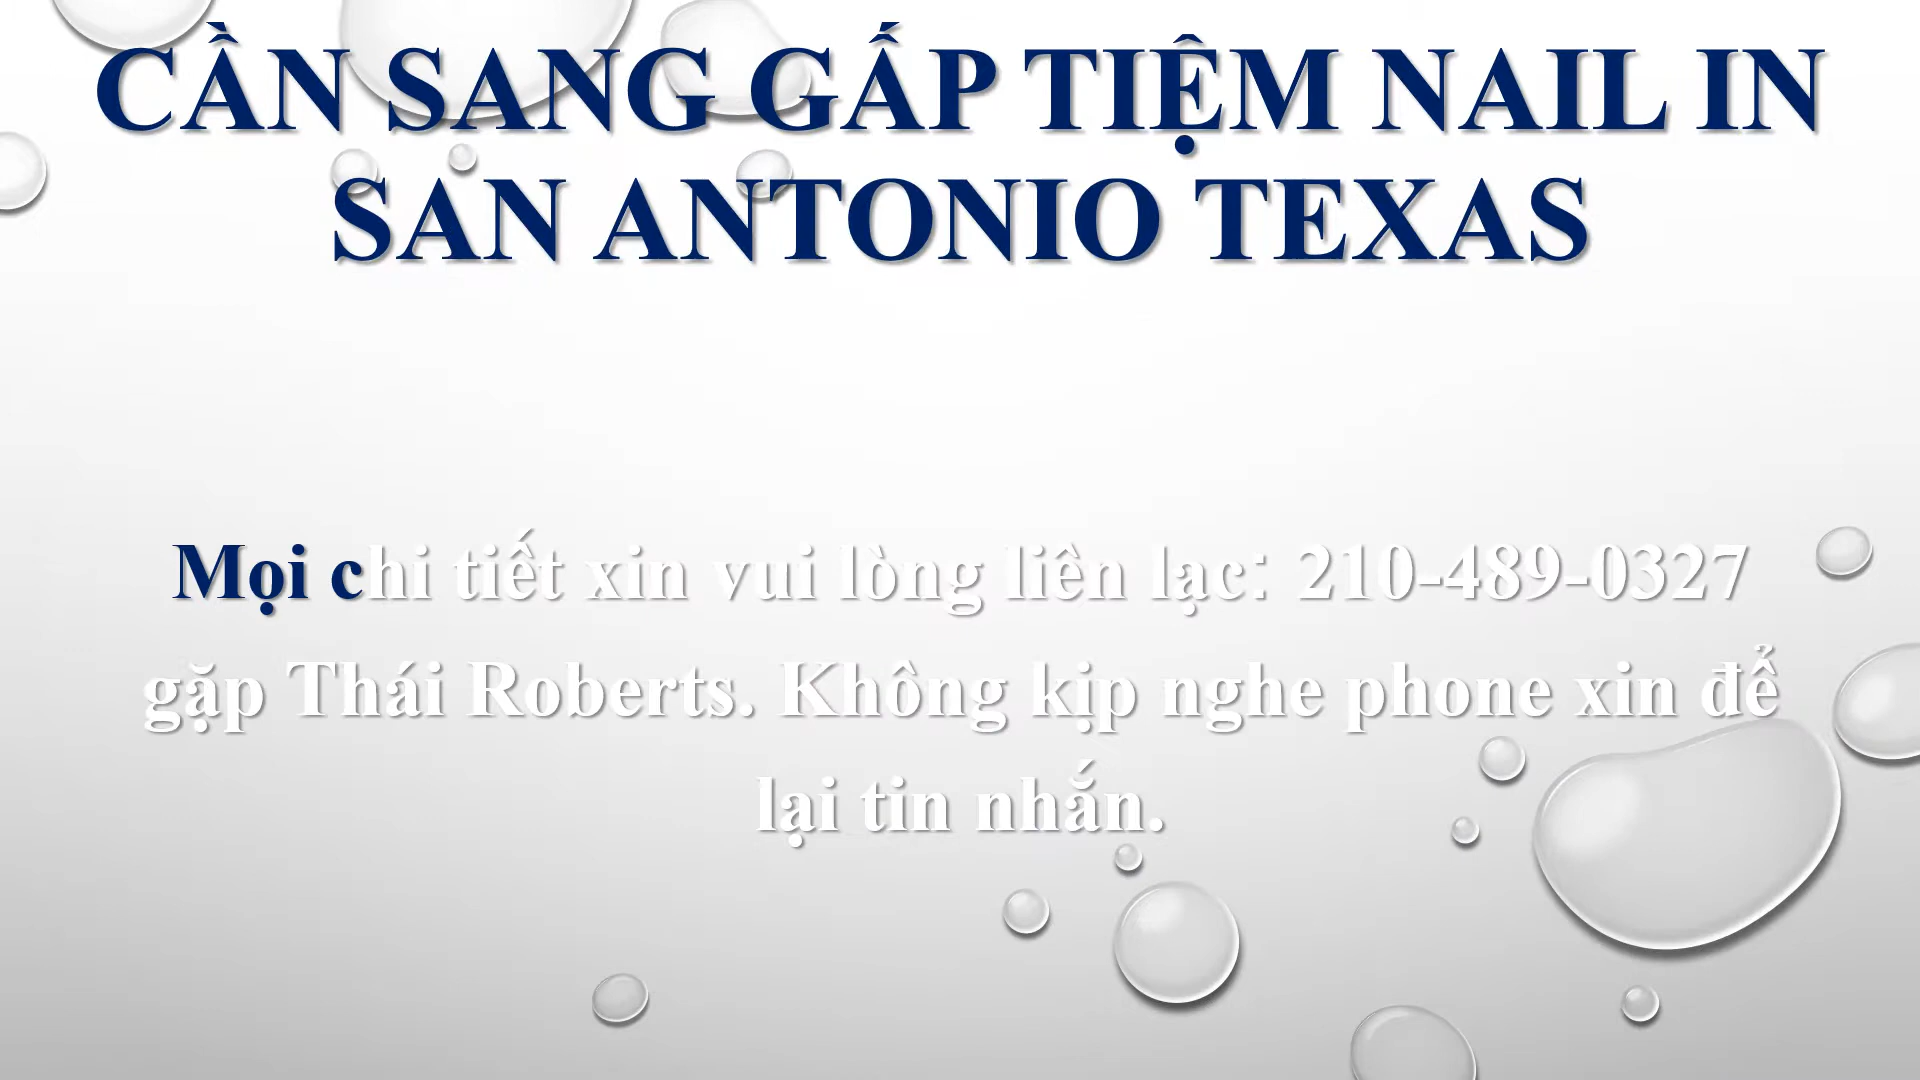 CẦN SANG GẤP TIỆM NAIL IN
SAN ANTONIO TEXAS
Mọi chi tiết xin vui lòng liên lạc: 210-489-0327
gặp Thái Roberts. Không kịp nghe phone xin để
lại tin nhắn.